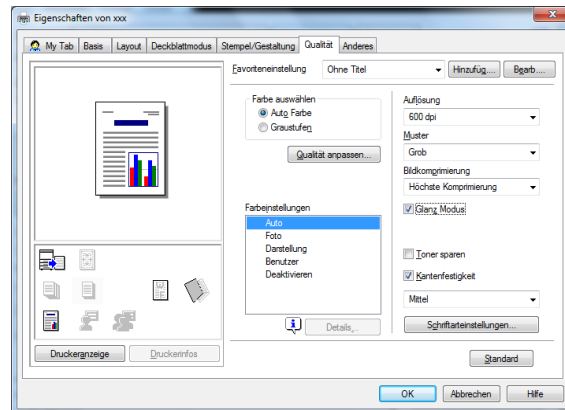 Eigenschaften von xxx
My Tab Basis Layout Deckblattmodus Stempel/Gestaltung Qualität Anderes
Favoriteneinstellung Ohne Titel Hinzufüg.... Bearb....
Farbe auswählen
Auto Farbe
Graustufen
Qualität anpassen...
Farbeinstellungen
Auto
Foto
Darstellung
Benutzer
Deaktivieren
Details...
Auflösung
600 dpi
Muster
Grob
Bildkomprimierung
Höchste Komprimierung
Glanz Modus
Toner sparen
Kantenfestigkeit
Mittel
Schriftarteinstellungen...
Druckeranzeige Druckerinfos
Standard
OK Abbrechen Hilfe